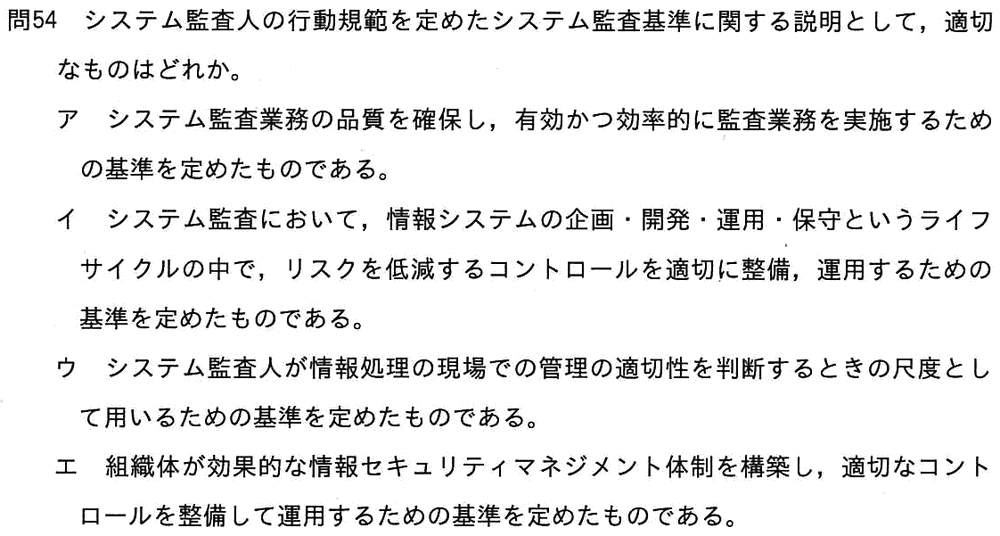 問54 システム監査人の行動規範を定めたシステム監査基準に関する説明として，適切
なものはどれか。
ア システム監査業務の品質を確保し，有効かつ効率的に監査業務を実施するため
の基準を定めたものである。
イ システム監査において，情報システムの企画・開発・運用・保守というライフ
サイクルの中で，リスクを低減するコントロールを適切に整備，運用するための
基準を定めたものである。
ウ システム監査人が情報処理の現場での管理の適切性を判断するときの尺度とし
て用いるための基準を定めたものである。
エ 組織体が効果的な情報セキュリティマネジメント体制を構築し，適切なコント
ロールを整備して運用するための基準を定めたものである。